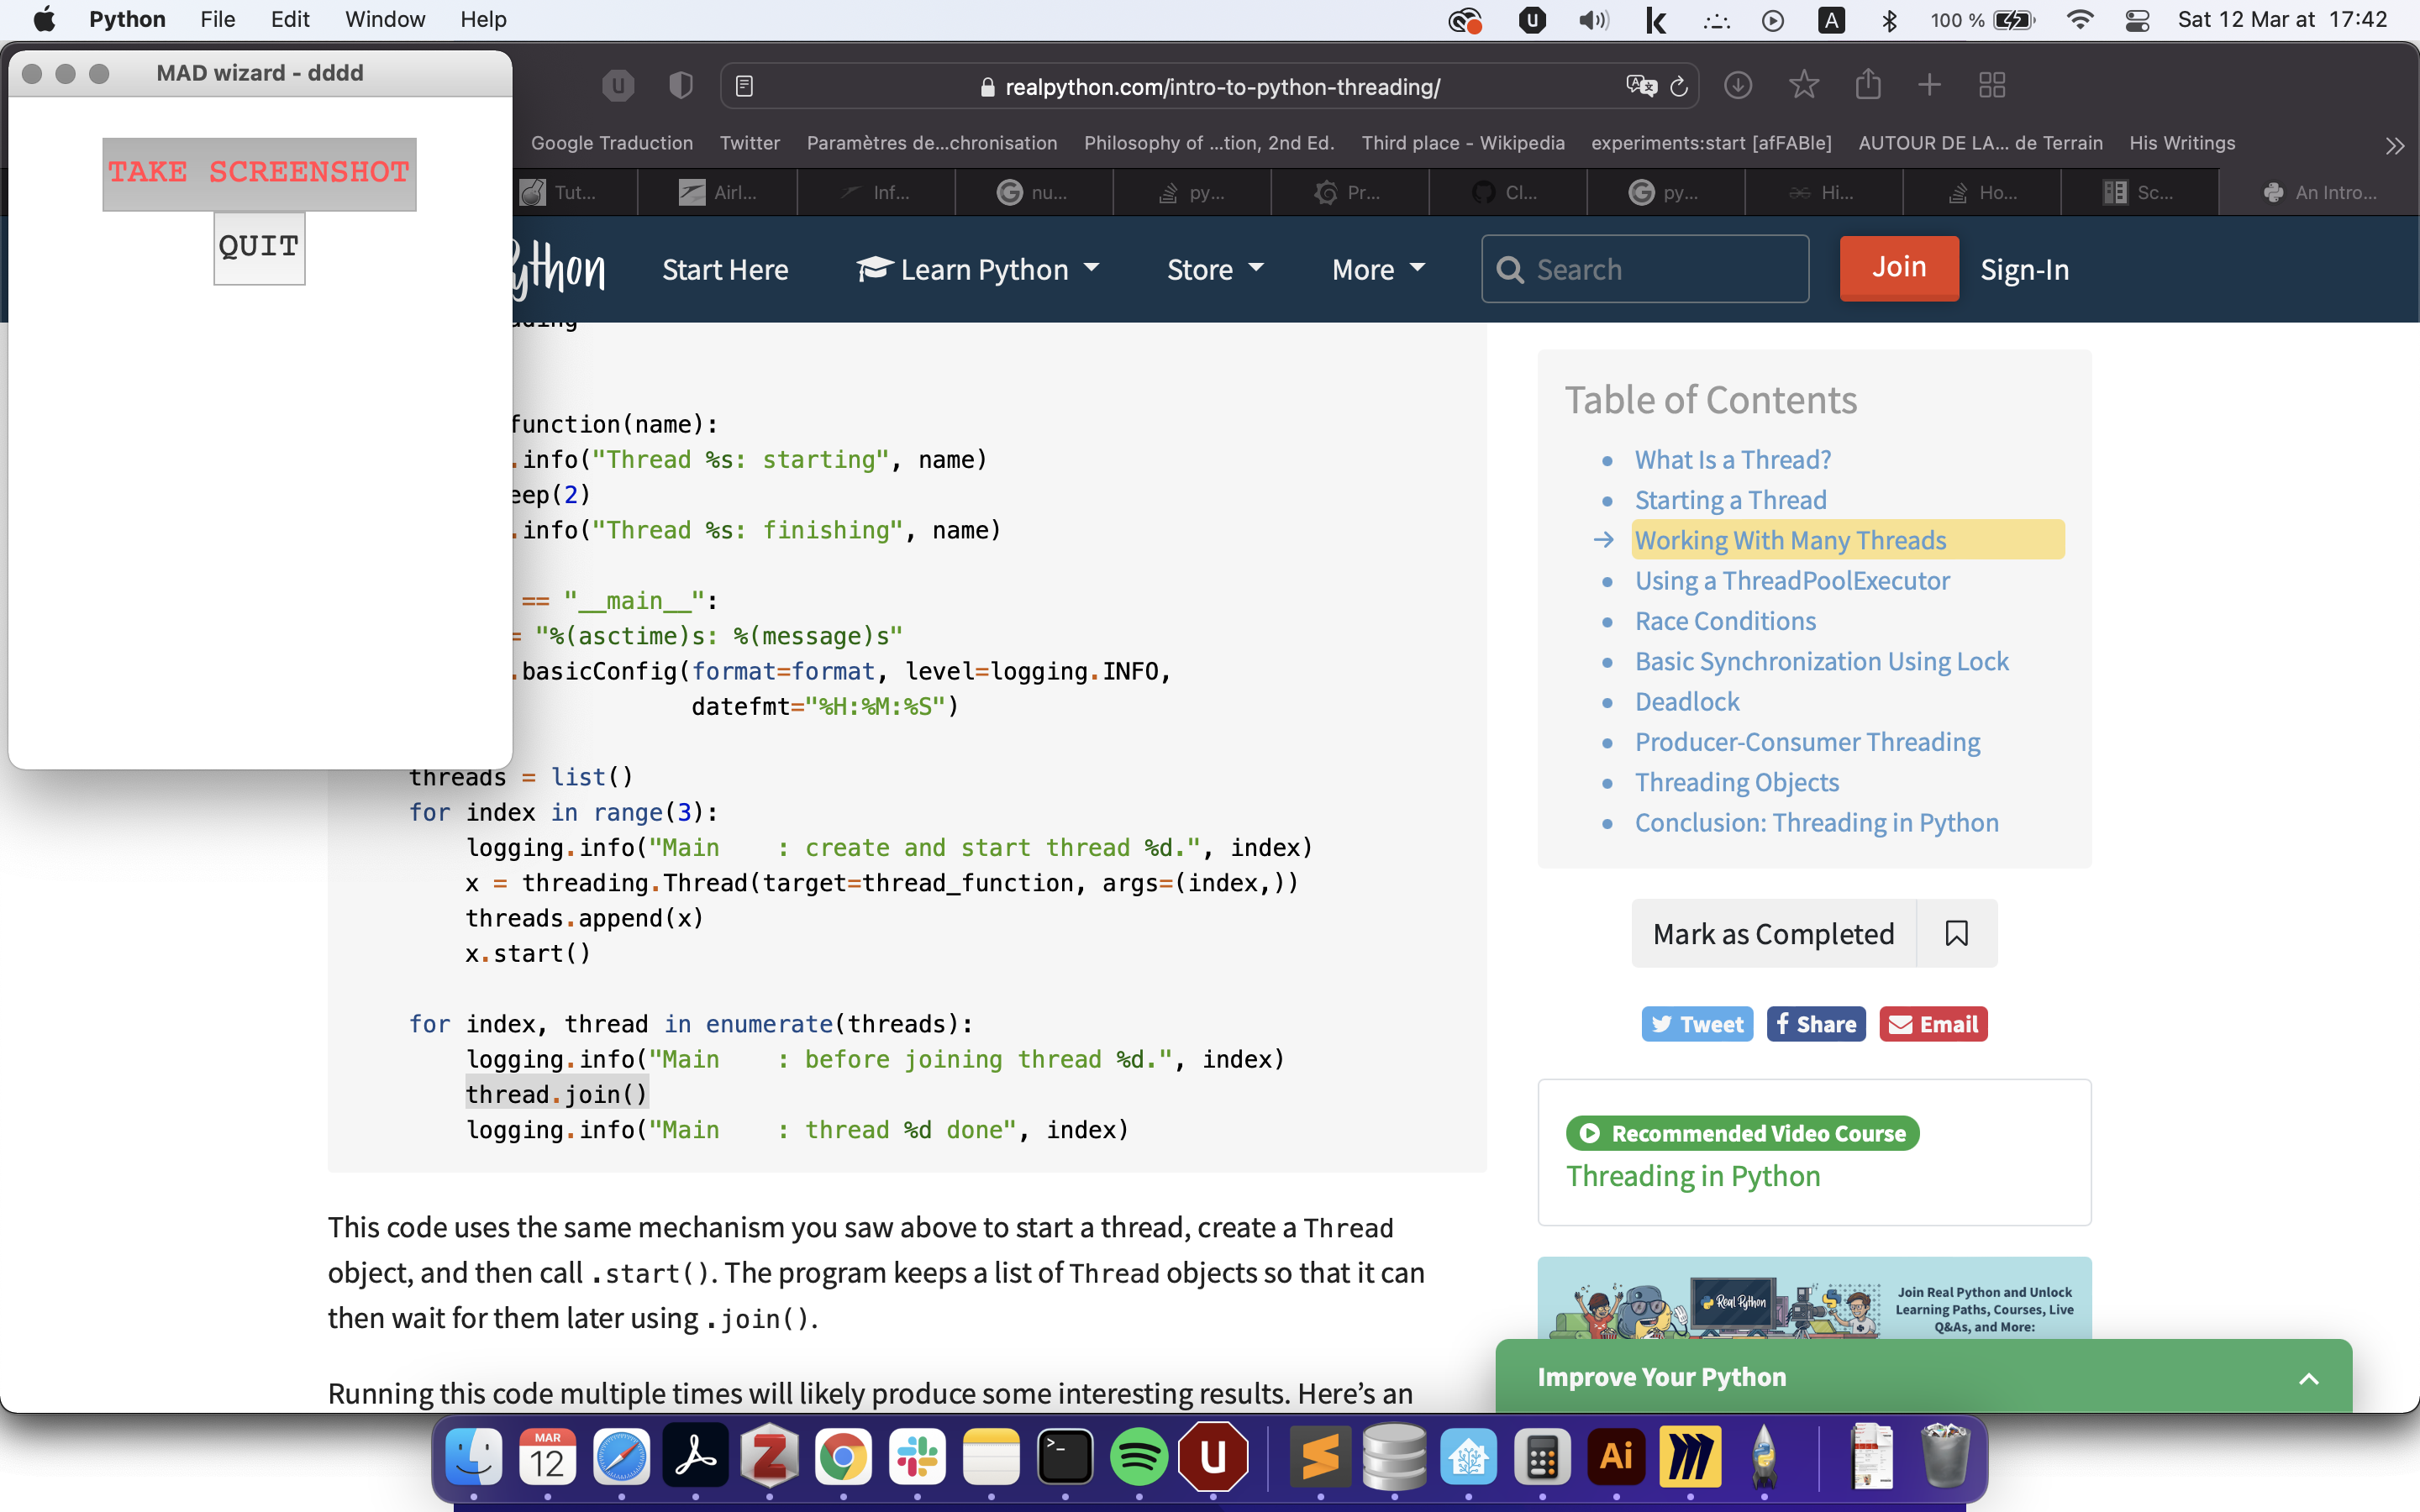 Python File Edit Window Help
100 % Sat 12 Mar at 17:42
MAD wizard - dddd
TAKE SCREENSHOT
QUIT
realpython.com/intro-to-python-threading/
Google Traduction Twitter Paramètres de...chronisation Philosophy of ...tion, 2nd Ed. Third place - Wikipedia experiments:start [afFABle] AUTOUR DE LA... de Terrain His Writings
Tut... Airl... Inf... nu... py... Pr... Cl... py... Hi... Ho... Sc... An Intro...
ython Start Here Learn Python Store More Search Join Sign-In
ading
function(name):
.info("Thread %s: starting", name)
eep(2)
.info("Thread %s: finishing", name)
== "__main__":
= "%(asctime)s: %(message)s"
.basicConfig(format=format, level=logging.INFO,
datefmt="%H:%M:%S")
threads = list()
for index in range(3):
logging.info("Main    : create and start thread %d.", index)
x = threading.Thread(target=thread_function, args=(index,))
threads.append(x)
x.start()
for index, thread in enumerate(threads):
logging.info("Main    : before joining thread %d.", index)
thread.join()
logging.info("Main    : thread %d done", index)
This code uses the same mechanism you saw above to start a thread, create a Thread
object, and then call .start(). The program keeps a list of Thread objects so that it can
then wait for them later using .join().
Running this code multiple times will likely produce some interesting results. Here's an
Table of Contents
What Is a Thread?
Starting a Thread
→ Working With Many Threads
Using a ThreadPoolExecutor
Race Conditions
Basic Synchronization Using Lock
Deadlock
Producer-Consumer Threading
Threading Objects
Conclusion: Threading in Python
Mark as Completed
Tweet Share Email
Recommended Video Course
Threading in Python
Real Python
Join Real Python and Unlock
Learning Paths, Courses, Live
Q&As, and More:
Improve Your Python
MAR
12
Ai